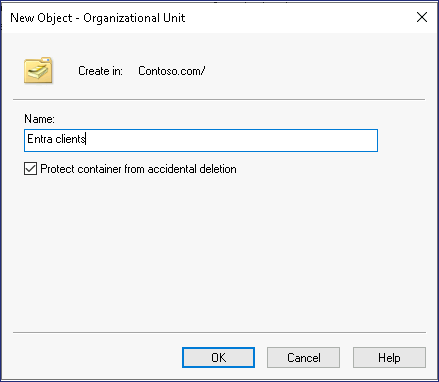 New Object - Organizational Unit
Create in: Contoso.com/
Name:
Entra clients
Protect container from accidental deletion
OK Cancel Help